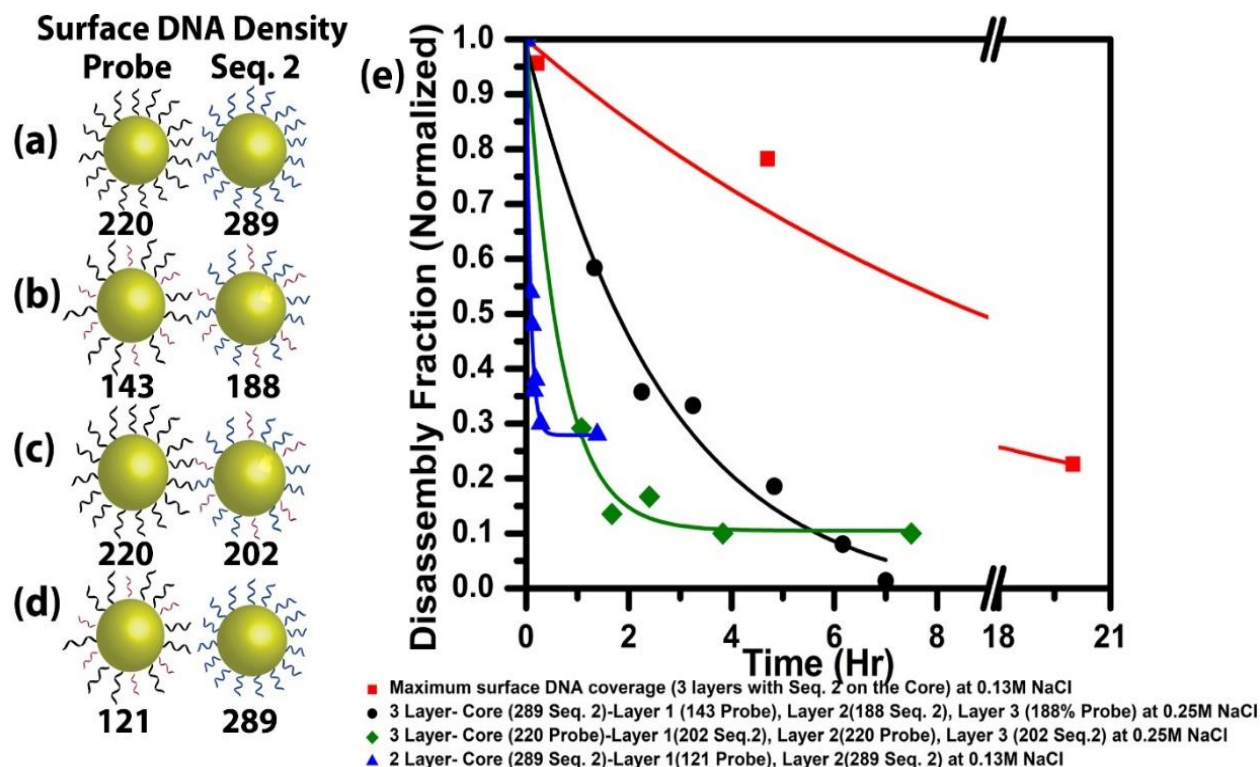 Surface DNA Density
Probe Seq. 2
(a)
220 289
(b)
143 188
(c)
220 202
(d)
121 289
(e)
Disassembly Fraction (Normalized)
1.0
0.9
0.8
0.7
0.6
0.5
0.4
0.3
0.2
0.1
0.0
0 2 4 6 8 18 21
Time (Hr)
Maximum surface DNA coverage (3 layers with Seq. 2 on the Core) at 0.13M NaCl
3 Layer- Core (289 Seq. 2)-Layer 1 (143 Probe), Layer 2(188 Seq. 2), Layer 3 (188% Probe) at 0.25M NaCl
3 Layer- Core (220 Probe)-Layer 1(202 Seq.2), Layer 2(220 Probe), Layer 3 (202 Seq.2) at 0.25M NaCl
2 Layer- Core (289 Seq. 2)-Layer 1(121 Probe), Layer 2(289 Seq. 2) at 0.13M NaCl